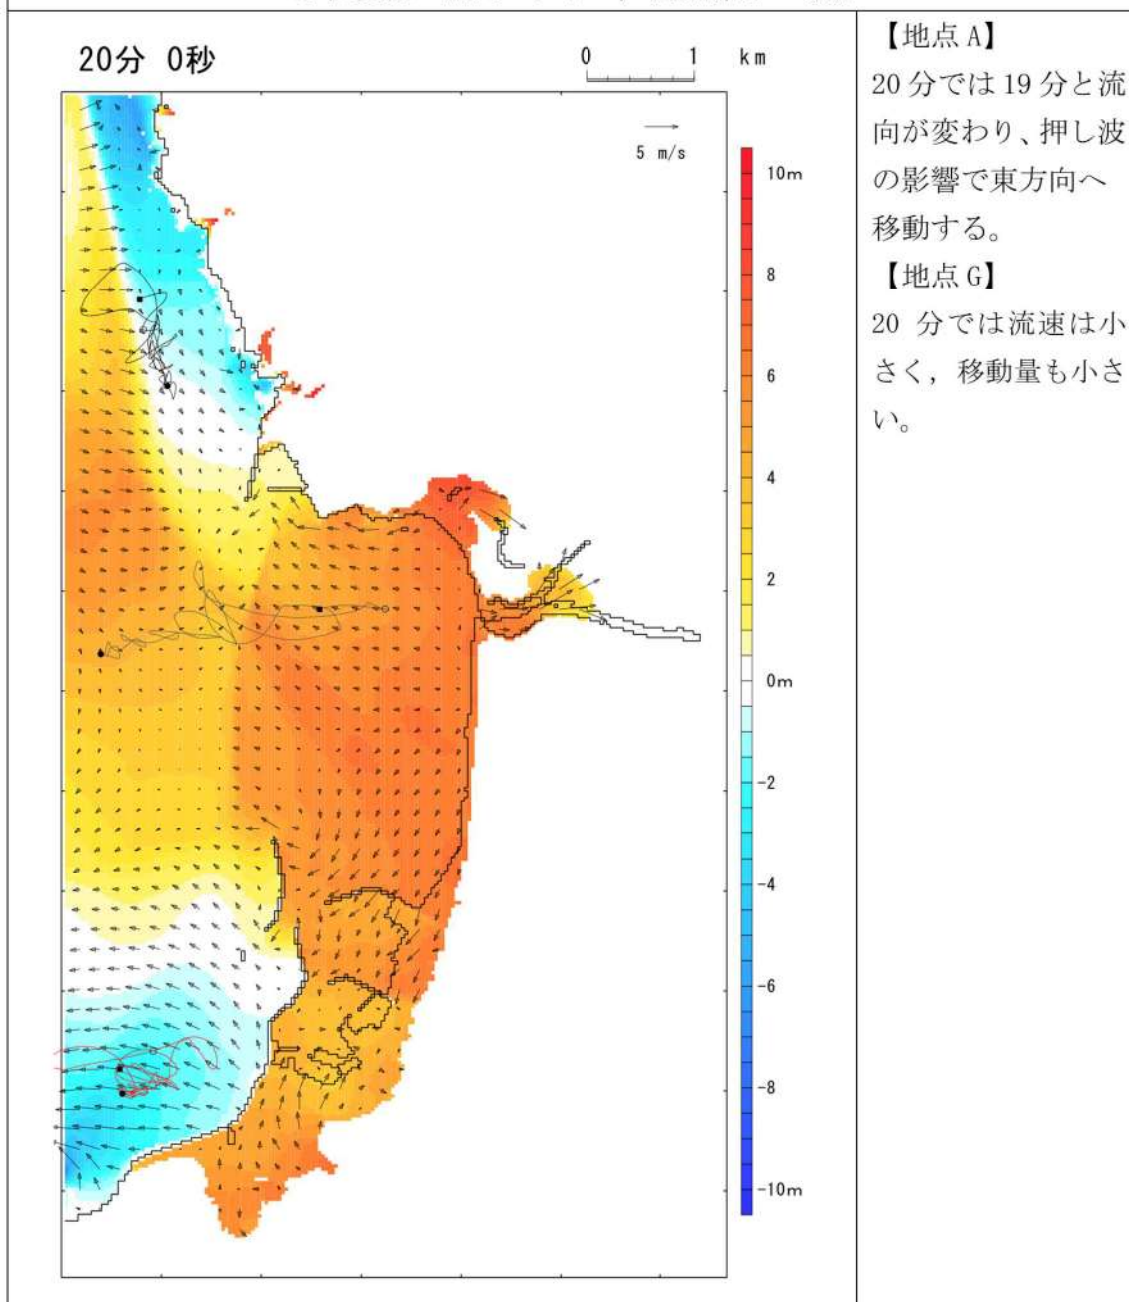 20分 0秒
0 1 km
5 m/s
10m
8
6
4
2
0m
-2
-4
-6
-8
-10m
【地点A】
20分では19分と流
向が変わり、押し波
の影響で東方向へ
移動する。
【地点G】
20 分では流速は小
さく，移動量も小さ
い。